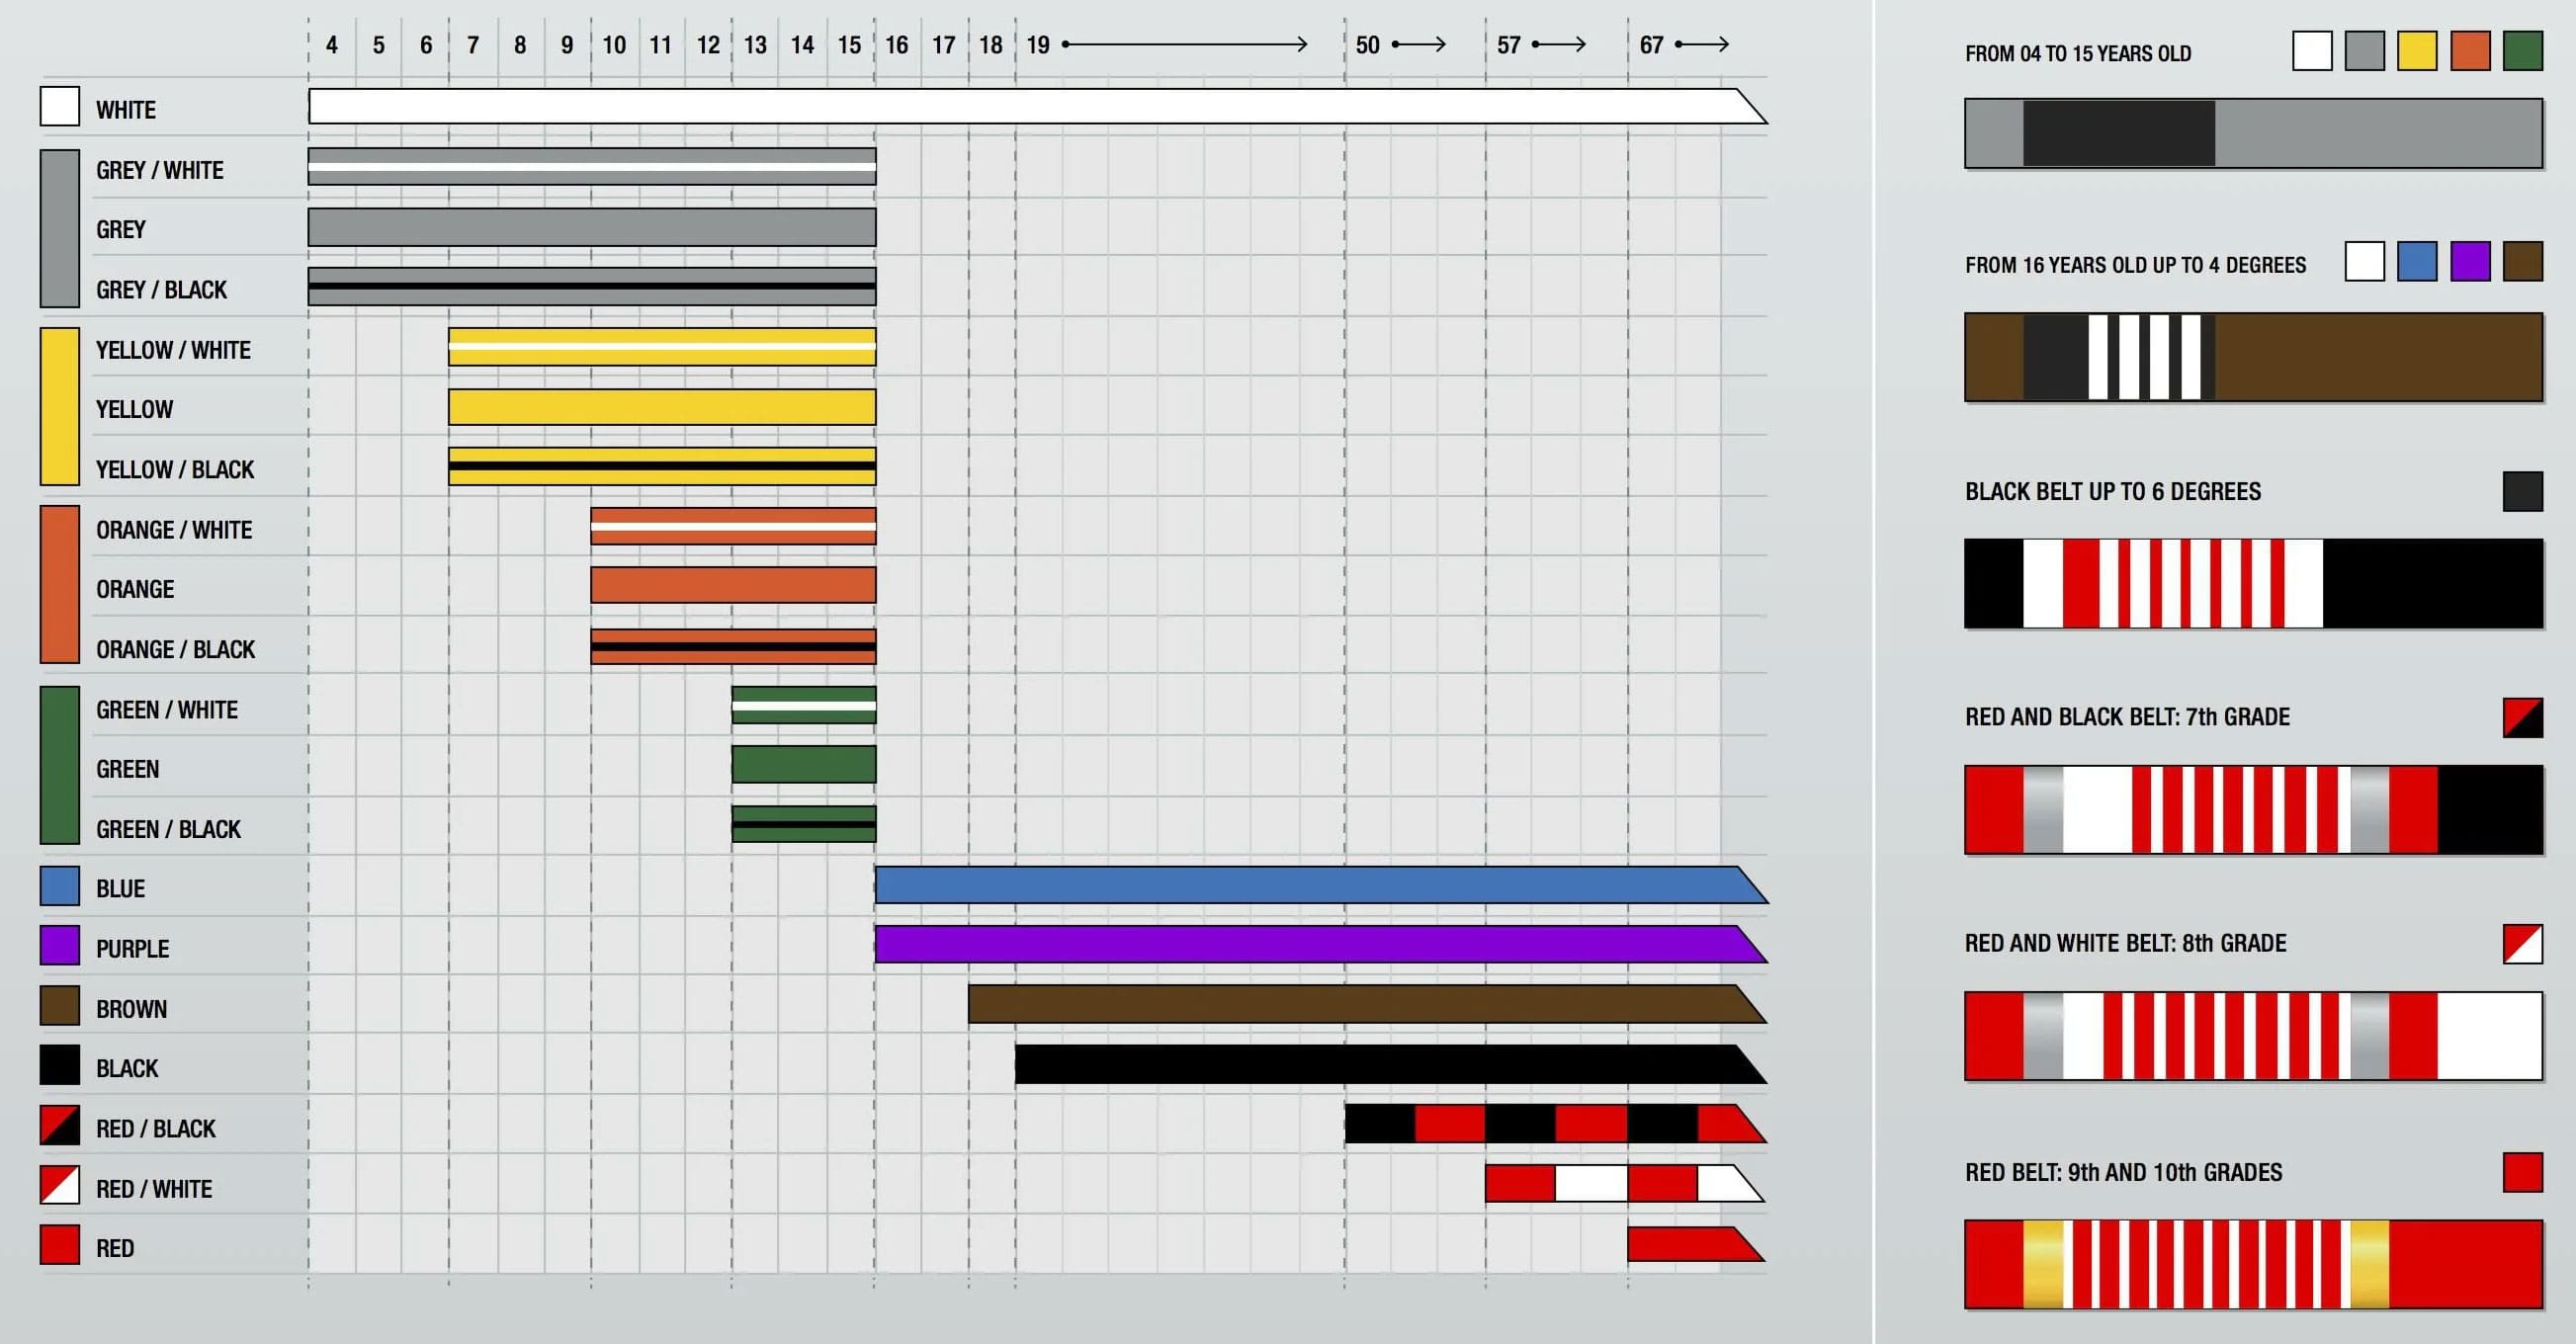 4 5 6 7 8 9 10 11 12 13 14 15 16 17 18 19 50 57 67
WHITE
GREY / WHITE
GREY
GREY / BLACK
YELLOW / WHITE
YELLOW
YELLOW / BLACK
ORANGE / WHITE
ORANGE
ORANGE / BLACK
GREEN / WHITE
GREEN
GREEN / BLACK
BLUE
PURPLE
BROWN
BLACK
RED / BLACK
RED / WHITE
RED
FROM 04 TO 15 YEARS OLD
FROM 16 YEARS OLD UP TO 4 DEGREES
BLACK BELT UP TO 6 DEGREES
RED AND BLACK BELT: 7th GRADE
RED AND WHITE BELT: 8th GRADE
RED BELT: 9th AND 10th GRADES